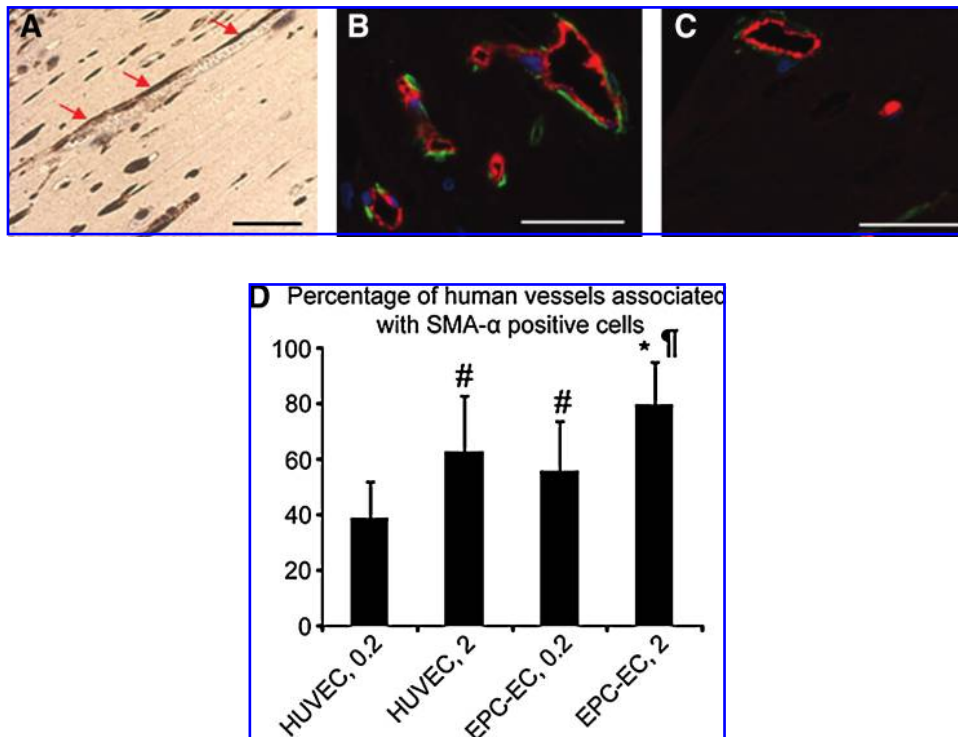 A
B
C
D Percentage of human vessels associated
with SMA-α positive cells
* ¶
100
#
#
80
60
40
20
0
HUVEC, 0.2
HUVEC, 2
EPC-EC, 0.2
EPC-EC, 2